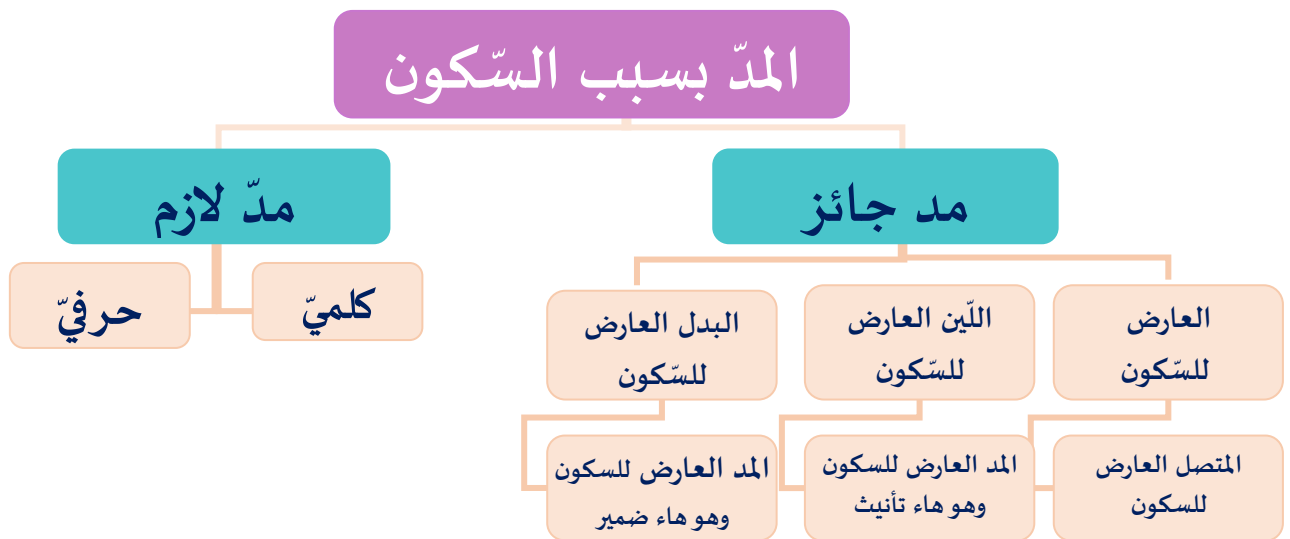 المدّ بسبب السّكون
مد جائز
مدّ لازم
العارض
للسّكون
اللّين العارض
للسّكون
البدل العارض
للسّكون
كلميّ
حرفيّ
المتصل العارض
للسكون
المد العارض للسكون
وهو هاء تأنيث
المد العارض للسكون
وهو هاء ضمير